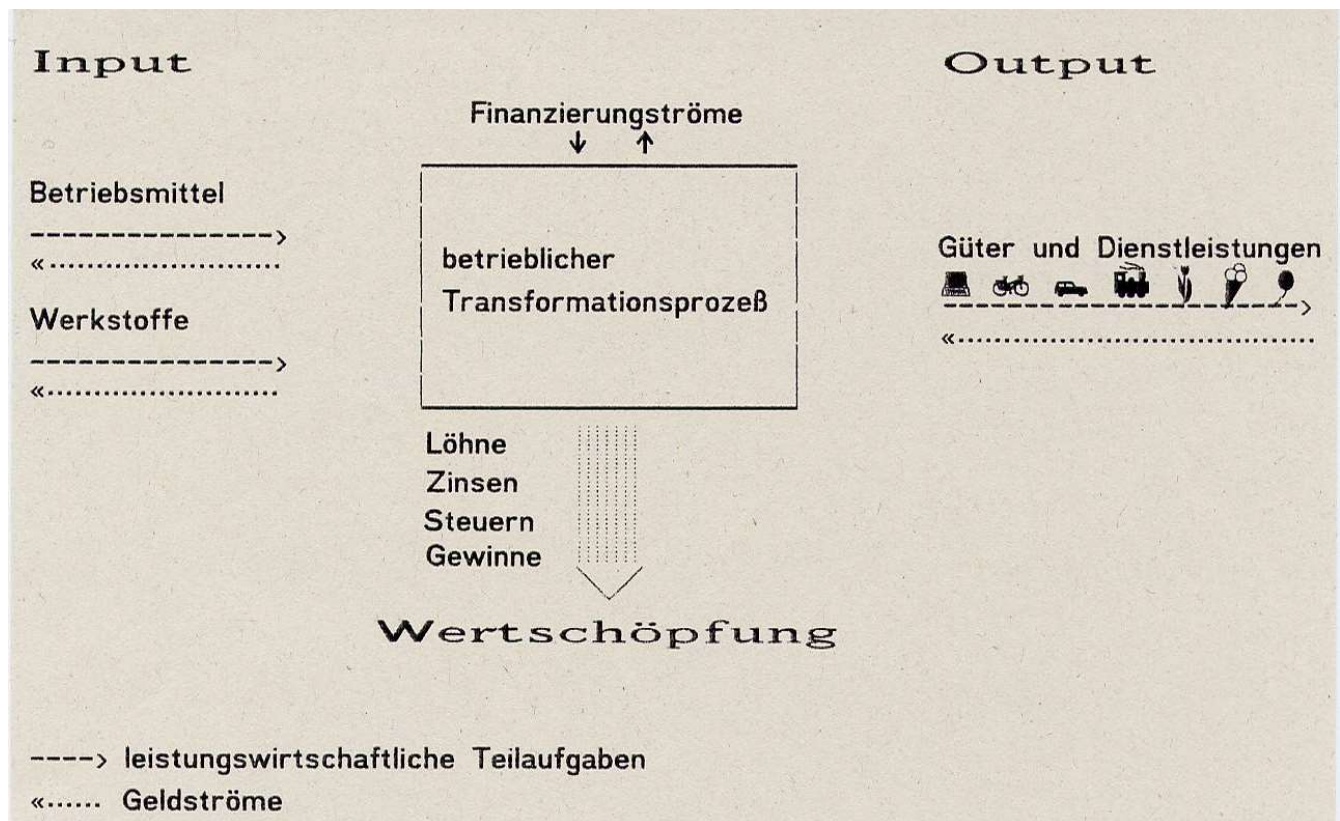 Input
Output
Finanzierungströme
Betriebsmittel
Güter und Dienstleistungen
betrieblicher
Transformationsprozeß
Werkstoffe
Löhne
Zinsen
Steuern
Gewinne
Wertschöpfung
----> leistungswirtschaftliche Teilaufgaben
«...... Geldströme